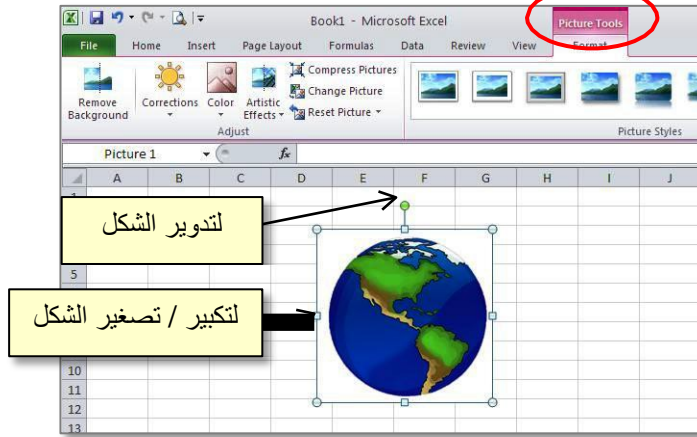 Book1 - Microsoft Excel
Picture Tools
File Home Insert Page Layout Formulas Data Review View Format
Remove Background
Corrections
Color
Artistic Effects
Compress Pictures
Change Picture
Reset Picture
Adjust
Picture Styles
Picture 1
fx
A B C D E F G H I J
لتدوير الشكل
5
لتكبير / تصغير الشكل
10
11
12
13